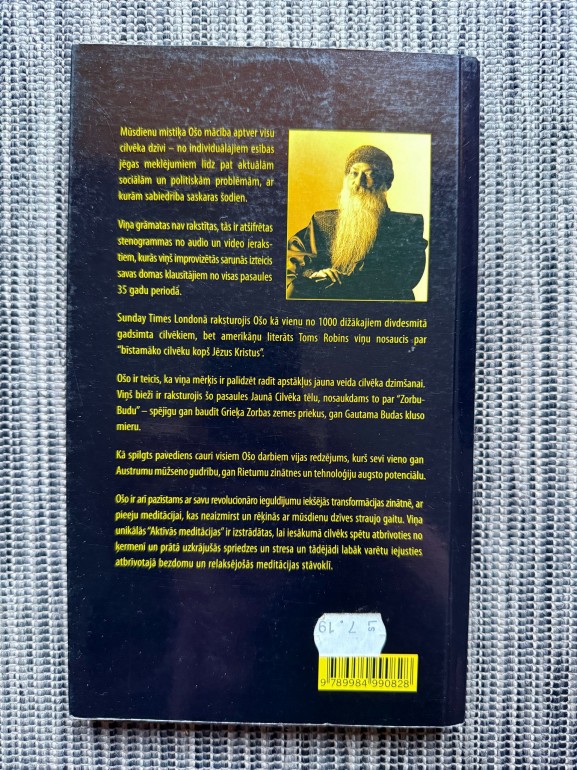 Mūsdienu mistiķa Ošo mācība aptver visu
cilvēka dzīvi – no individuālajiem esības
jēgas meklējumiem līdz pat aktuālām
sociālām un politiskām problēmām, ar
kurām sabiedrība saskaras šodien.
Viņa grāmatas nav rakstītas, tās ir atšifrētas
stenogrammas no audio un video ieraks-
tiem, kurās viņš improvizētās sarunās izteicis
savas domas klausītājiem no visas pasaules
35 gadu periodā.
Sunday Times Londonā raksturojis Ošo kā vienu no 1000 dižākajiem divdesmitā
gadsimta cilvēkiem, bet amerikāņu literāts Toms Robins viņu nosaucis par
“bīstamāko cilvēku kopš Jēzus Kristus”.
Ošo ir teicis, ka viņa mērķis ir palīdzēt radīt apstākļus jauna veida cilvēka dzimšanai.
Viņš bieži ir raksturojis šo pasaules Jaunā Cilvēka tēlu, nosaukdams to par “Zorbu-
Budu” – spējīgu gan baudīt Grieķa Zorbas zemes priekus, gan Gautama Budas kluso
mieru.
Kā spilgts pavediens cauri visiem Ošo darbiem vijas redzējums, kurš sevī vieno gan
Austrumu mūžseno gudrību, gan Rietumu zinātnes un tehnoloģiju augsto potenciālu.
Ošo ir arī pazīstams ar savu revolucionāro ieguldījumu iekšējās transformācijas zinātnē, ar
pieeju meditācijai, kas neaizmirst un rēķinās ar mūsdienu dzīves straujo gaitu. Viņa
unikālās “Aktīvās meditācijas” ir izstrādātas, lai iesākumā cilvēks spētu atbrīvoties no
ķermenī un prātā uzkrājušās spriedzes un stresa un tādējādi labāk varētu iejusties
atbrīvotajā bezdomu un relaksējošās meditācijas stāvoklī.
7.19
9 789984 990828